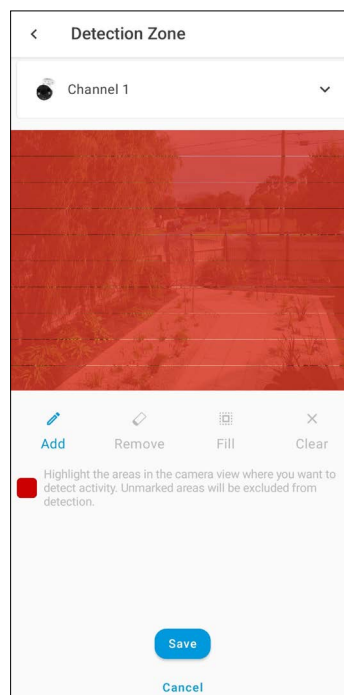 Detection Zone
Channel 1
Add
Remove
Fill
Clear
Highlight the areas in the camera view where you want to
detect activity. Unmarked areas will be excluded from
detection.
Save
Cancel